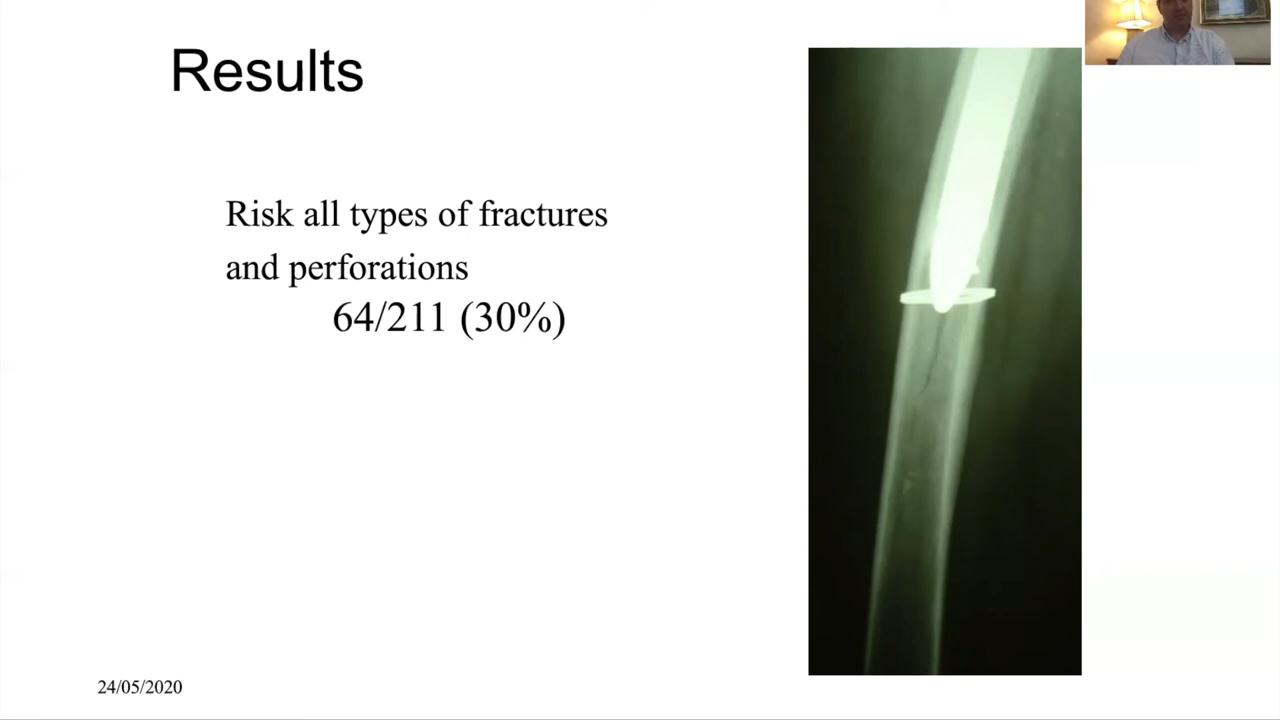 Results
Risk all types of fractures
and perforations
64/211 (30%)
24/05/2020